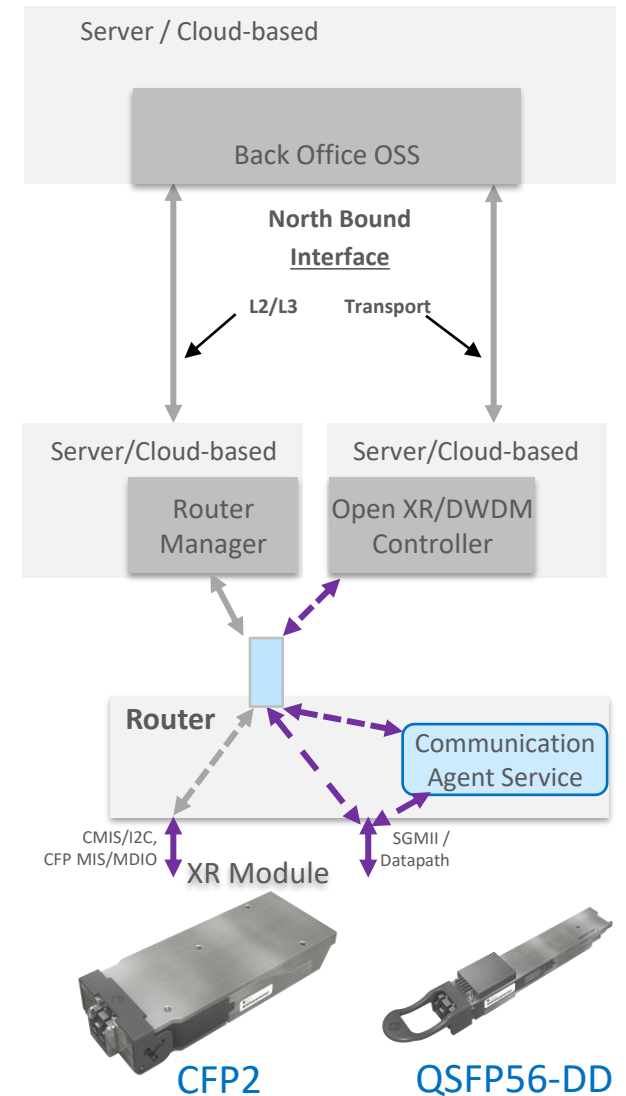 Server / Cloud-based
Back Office OSS
North Bound
Interface
L2/L3
Transport
Server/Cloud-based
Server/Cloud-based
Router
Manager
Open XR/DWDM
Controller
Router
Communication
Agent Service
CMIS/I2C,
CFP MIS/MDIO
SGMII /
Datapath
XR Module
CFP2
QSFP56-DD